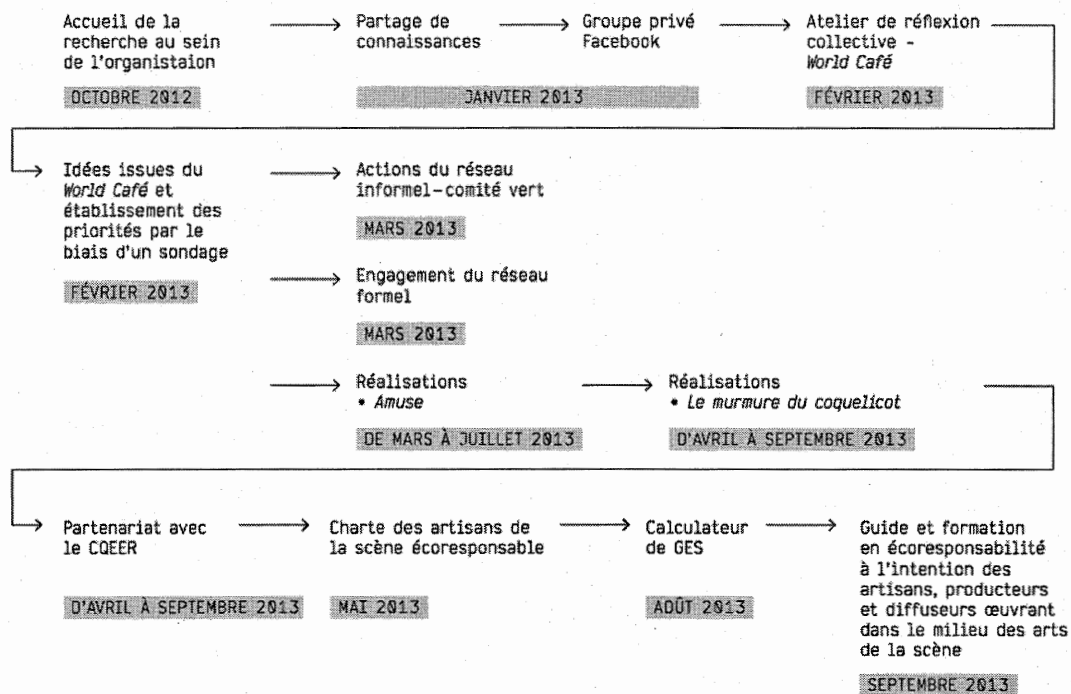 Accueil de la
recherche au sein
de l'organistaion
OCTOBRE 2012
Partage de
connaissances
Groupe privé
Facebook
JANVIER 2013
Atelier de réflexion
collective -
World Café
FÉVRIER 2013
Idées issues du
World Café et
établissement des
priorités par le
biais d'un sondage
FÉVRIER 2013
Actions du réseau
informel-comité vert
MARS 2013
Engagement du réseau
formel
MARS 2013
Réalisations
• Amuse
DE MARS À JUILLET 2013
Réalisations
• Le murmure du coquelicot
D'AVRIL À SEPTEMBRE 2013
Partenariat avec
le CQEER
D'AVRIL À SEPTEMBRE 2013
Charte des artisans de
la scène écoresponsable
MAI 2013
Calculateur
de GES
AOÛT 2013
Guide et formation
en écoresponsabilité
à l'intention des
artisans, producteurs
et diffuseurs œuvrant
dans le milieu des arts
de la scène
SEPTEMBRE 2013